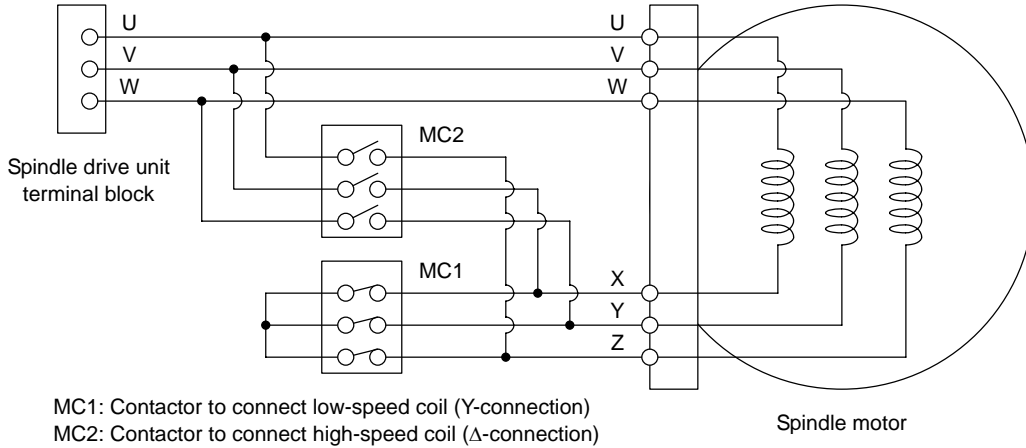 U
V
W
U
V
W
MC2
Spindle drive unit
terminal block
MC1
X
Y
Z
MC1: Contactor to connect low-speed coil (Y-connection)
MC2: Contactor to connect high-speed coil (Δ-connection)
Spindle motor